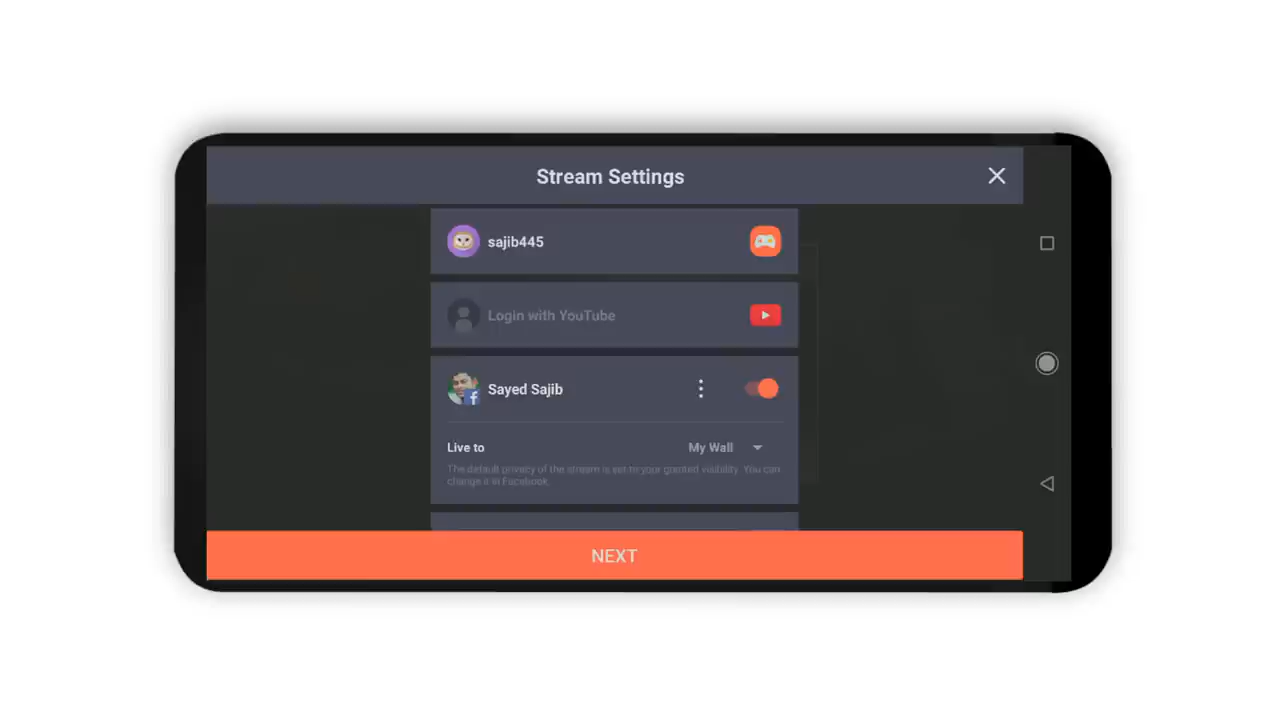 Stream Settings
sajib445
Login with YouTube
Sayed Sajib
Live to
My Wall
The default privacy of the stream is set to your granted visibility. You can
change it in Facebook.
NEXT